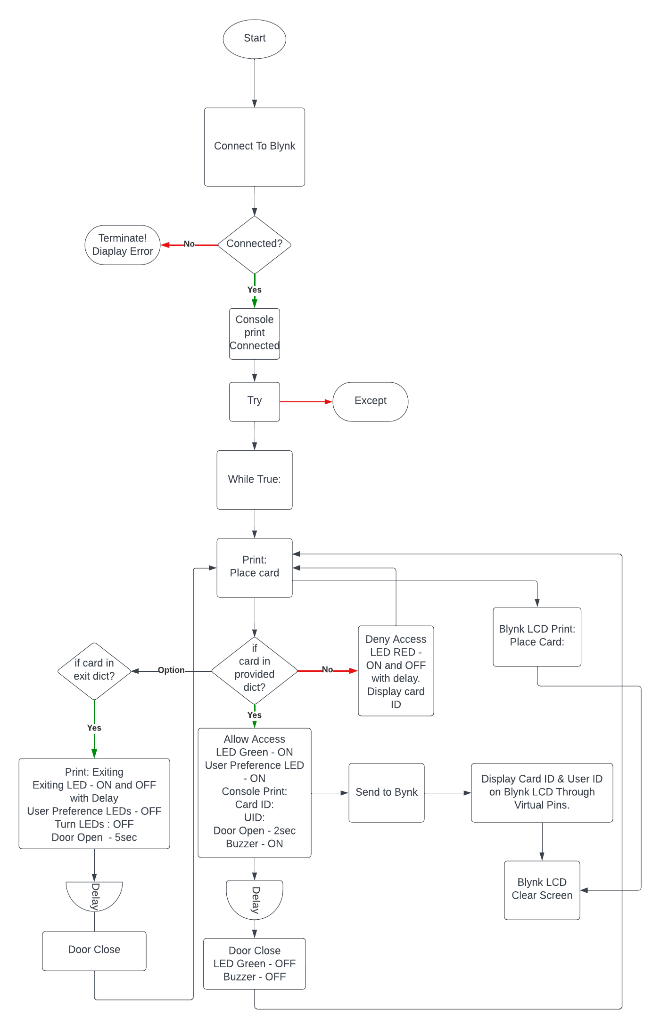 Start
Connect To Blynk
Connected?
No
Terminate!
Diaplay Error
Yes
Console
print
Connected
Try
Except
While True:
Print:
Place card
Blynk LCD Print:
Place Card:
Deny Access
LED RED -
ON and OFF
with delay.
Display card
ID
if
card in
provided
dict?
No
Option
if card in
exit dict?
Yes
Yes
Print: Exiting
Exiting LED - ON and OFF
with Delay
User Preference LEDs - OFF
Turn LEDs : OFF
Door Open  - 5sec
Allow Access
LED Green - ON
User Preference LED
- ON
Console Print:
Card ID:
UID:
Door Open - 2sec
Buzzer - ON
Send to Bynk
Display Card ID & User ID
on Blynk LCD Through
Virtual Pins.
Blynk LCD
Clear Screen
Delay
Delay
Door Close
Door Close
LED Green - OFF
Buzzer - OFF